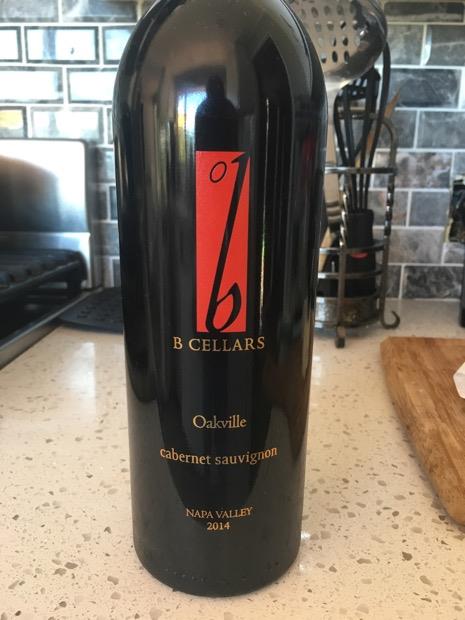 °b
B CELLARS
Oakville
cabernet sauvignon
NAPA VALLEY
2014